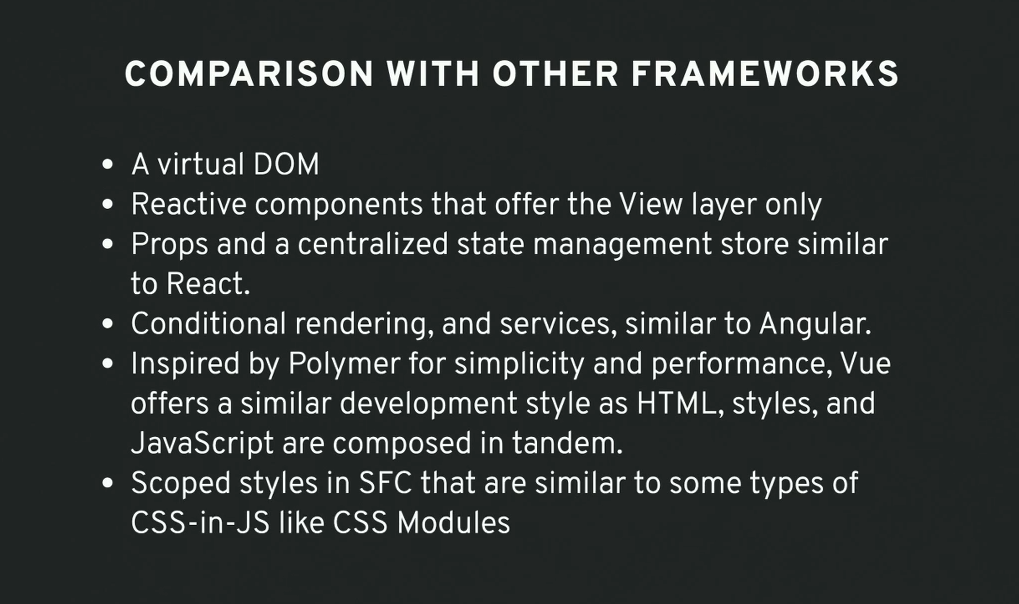 COMPARISON WITH OTHER FRAMEWORKS
• A virtual DOM
• Reactive components that offer the View layer only
• Props and a centralized state management store similar
to React.
• Conditional rendering, and services, similar to Angular.
• Inspired by Polymer for simplicity and performance, Vue
offers a similar development style as HTML, styles, and
JavaScript are composed in tandem.
• Scoped styles in SFC that are similar to some types of
CSS-in-JS like CSS Modules